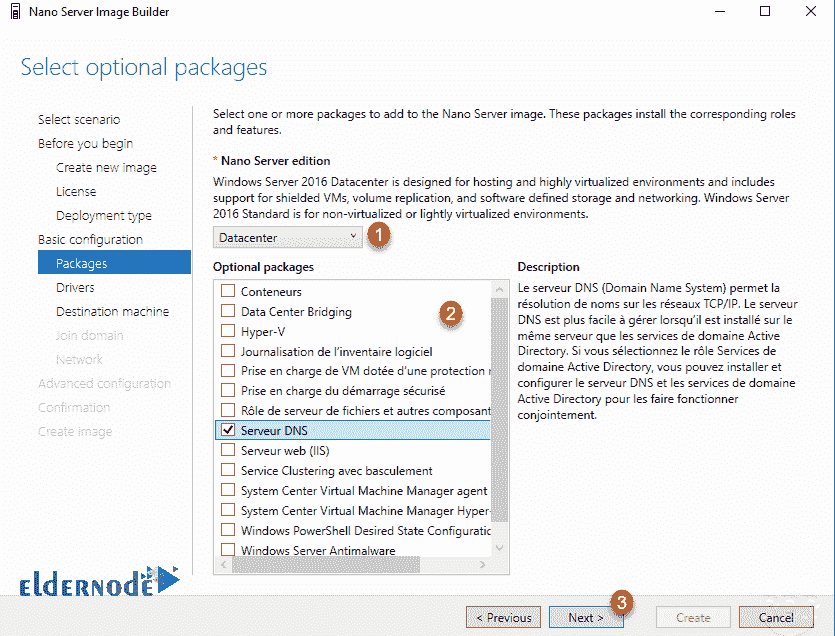 Nano Server Image Builder
Select optional packages
Select scenario
Before you begin
Create new image
License
Deployment type
Basic configuration
Packages
Drivers
Destination machine
Join domain
Network
Advanced configuration
Confirmation
Create image
Select one or more packages to add to the Nano Server image. These packages install the corresponding roles
and features.
* Nano Server edition
Windows Server 2016 Datacenter is designed for hosting and highly virtualized environments and includes
support for shielded VMs, volume replication, and software defined storage and networking. Windows Server
2016 Standard is for non-virtualized or lightly virtualized environments.
Datacenter
1
Optional packages
2
Conteneurs
Data Center Bridging
Hyper-V
Journalisation de l'inventaire logiciel
Prise en charge de VM dotée d'une protection
Prise en charge du démarrage sécurisé
Rôle de serveur de fichiers et autres composant
Serveur DNS
Serveur web (IIS)
Service Clustering avec basculement
System Center Virtual Machine Manager agent
System Center Virtual Machine Manager Hyper-
Windows PowerShell Desired State Configuratic
Windows Server Antimalware
Description
Le serveur DNS (Domain Name System) permet la
résolution de noms sur les réseaux TCP/IP. Le serveur
DNS est plus facile à gérer lorsqu'il est installé sur le
même serveur que les services de domaine Active
Directory. Si vous sélectionnez le rôle Services de
domaine Active Directory, vous pouvez installer et
configurer le serveur DNS et les services de domaine
Active Directory pour les faire fonctionner
conjointement.
ELDERNODE
< Previous
Next >
3
Create
Cancel